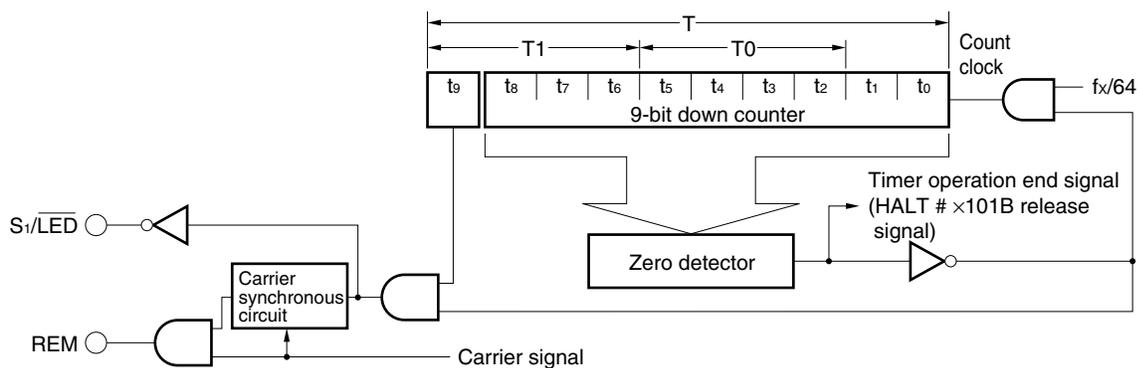 T
T1 T0
Count
clock
t9 t8 t7 t6 t5 t4 t3 t2 t1 t0
9-bit down counter
fx/64
Timer operation end signal
(HALT # ×101B release
signal)
S1/L̅E̅D̅
Zero detector
Carrier
synchronous
circuit
REM
Carrier signal